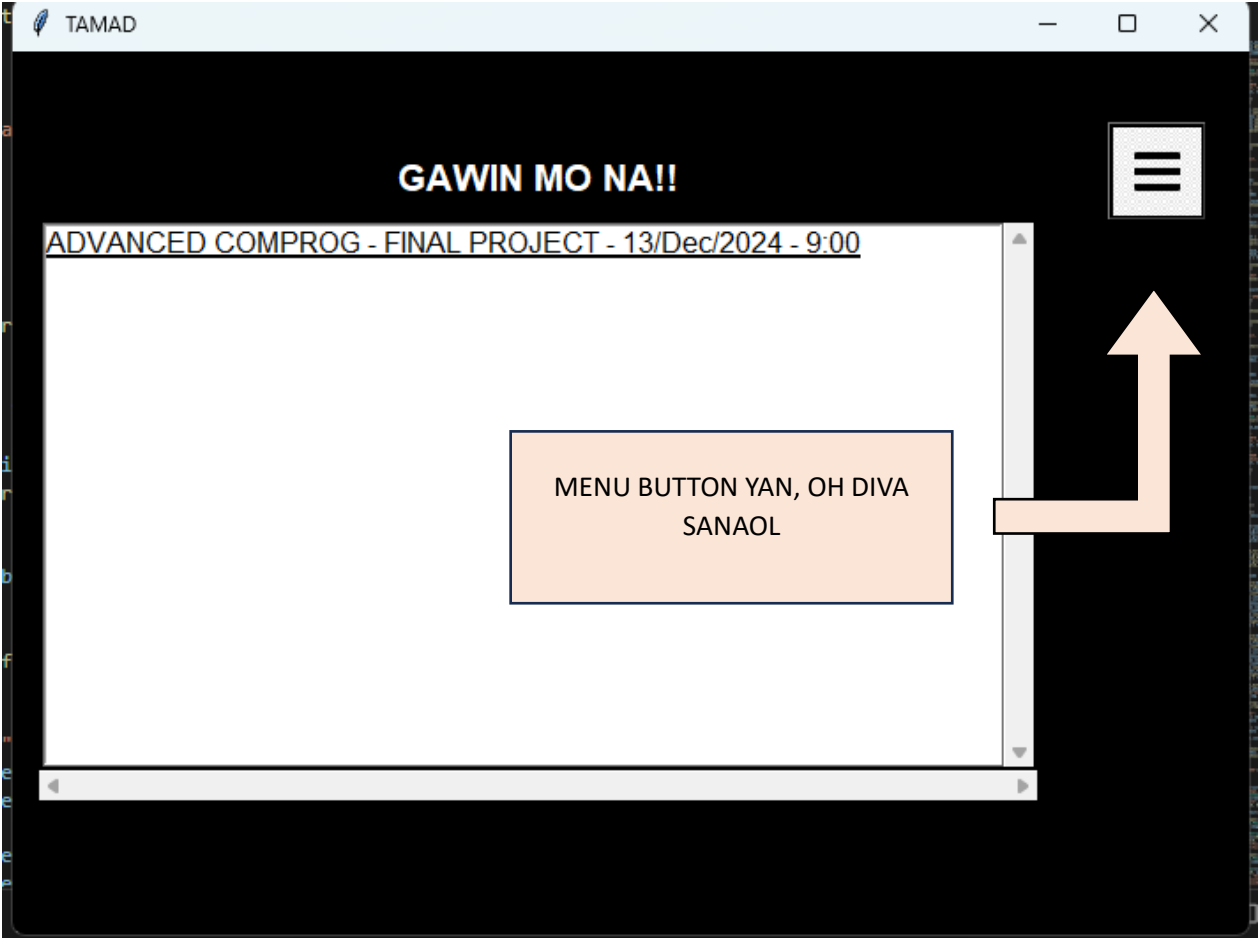 TAMAD
GAWIN MO NA!!
ADVANCED COMPROG - FINAL PROJECT - 13/Dec/2024 - 9:00
MENU BUTTON YAN, OH DIVA
SANAOL